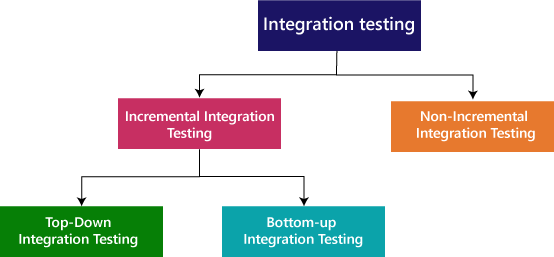 Integration testing
Incremental Integration
Testing
Non-Incremental
Integration Testing
Top-Down
Integration Testing
Bottom-up
Integration Testing